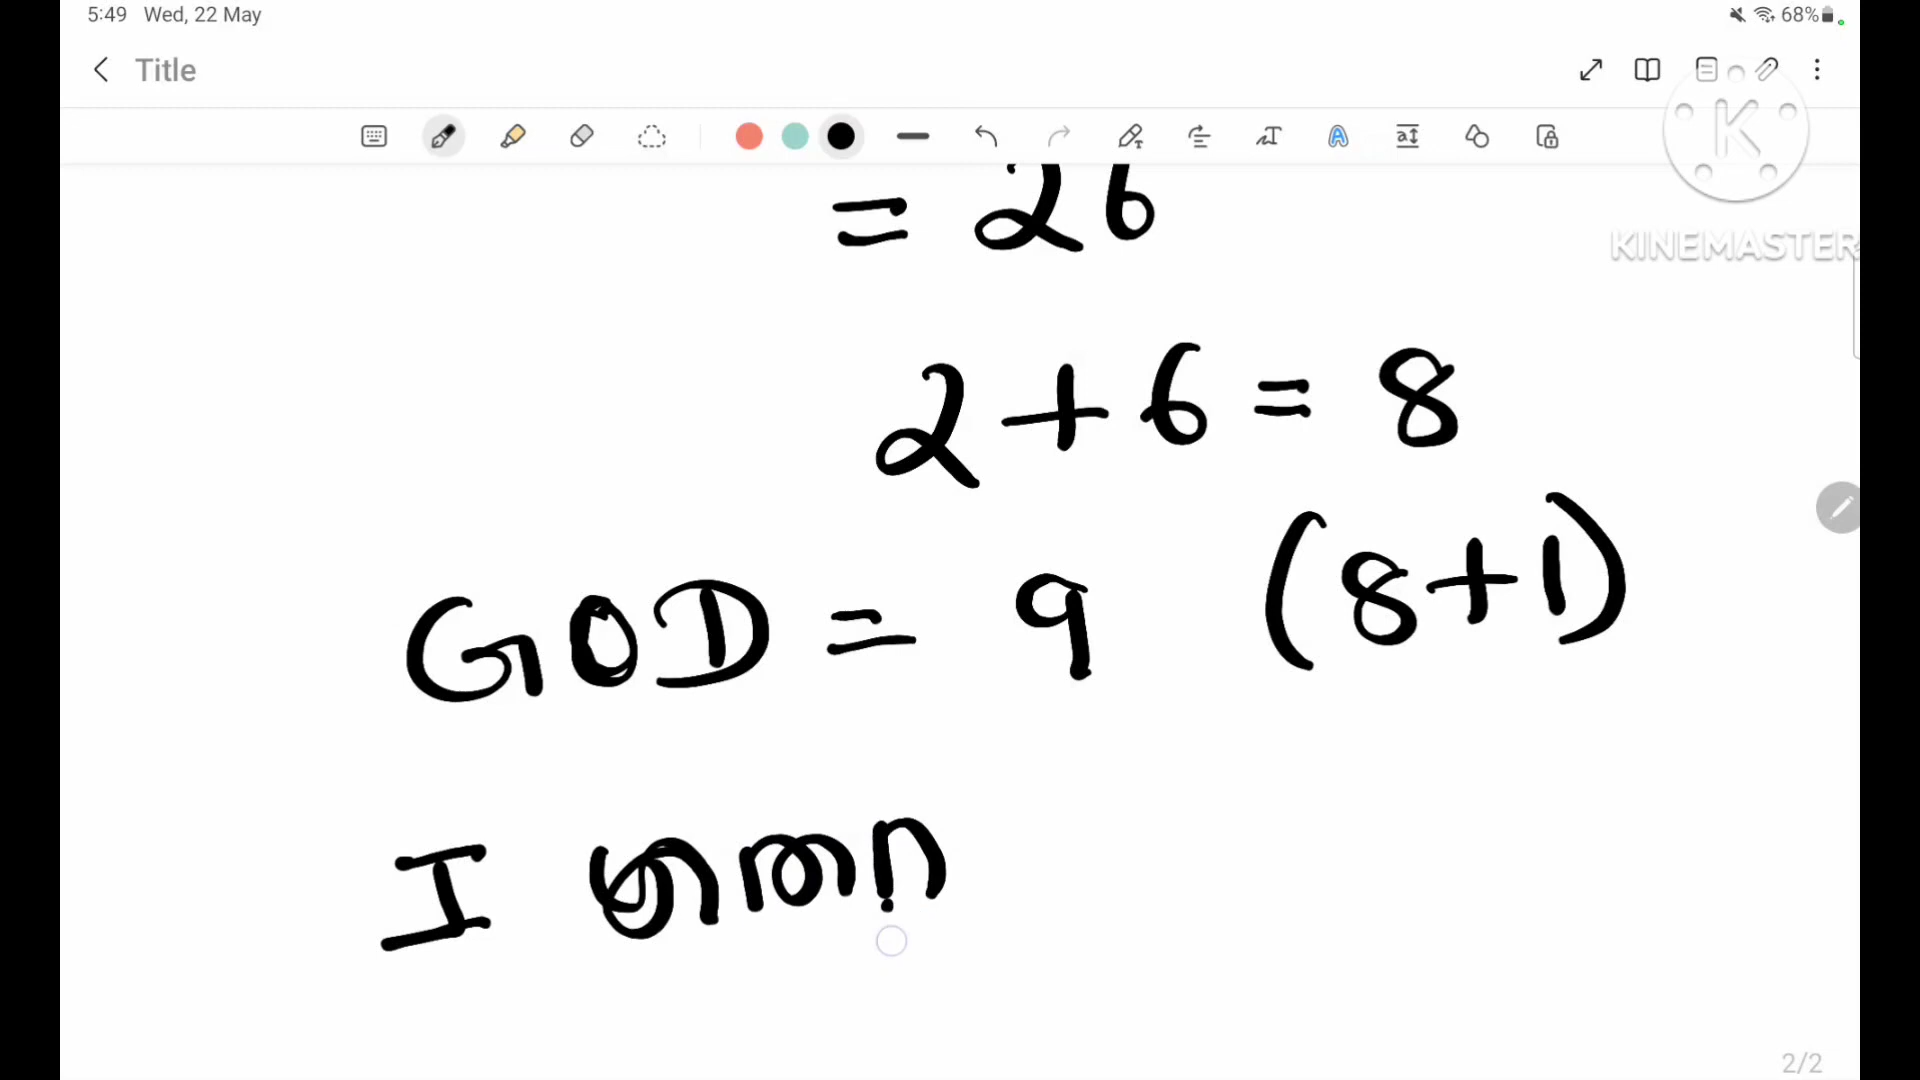 5:49 Wed, 22 May 68%
Title
KINEMASTER
= 26
2+6 = 8
GOD = 9 (8+1)
I
2/2